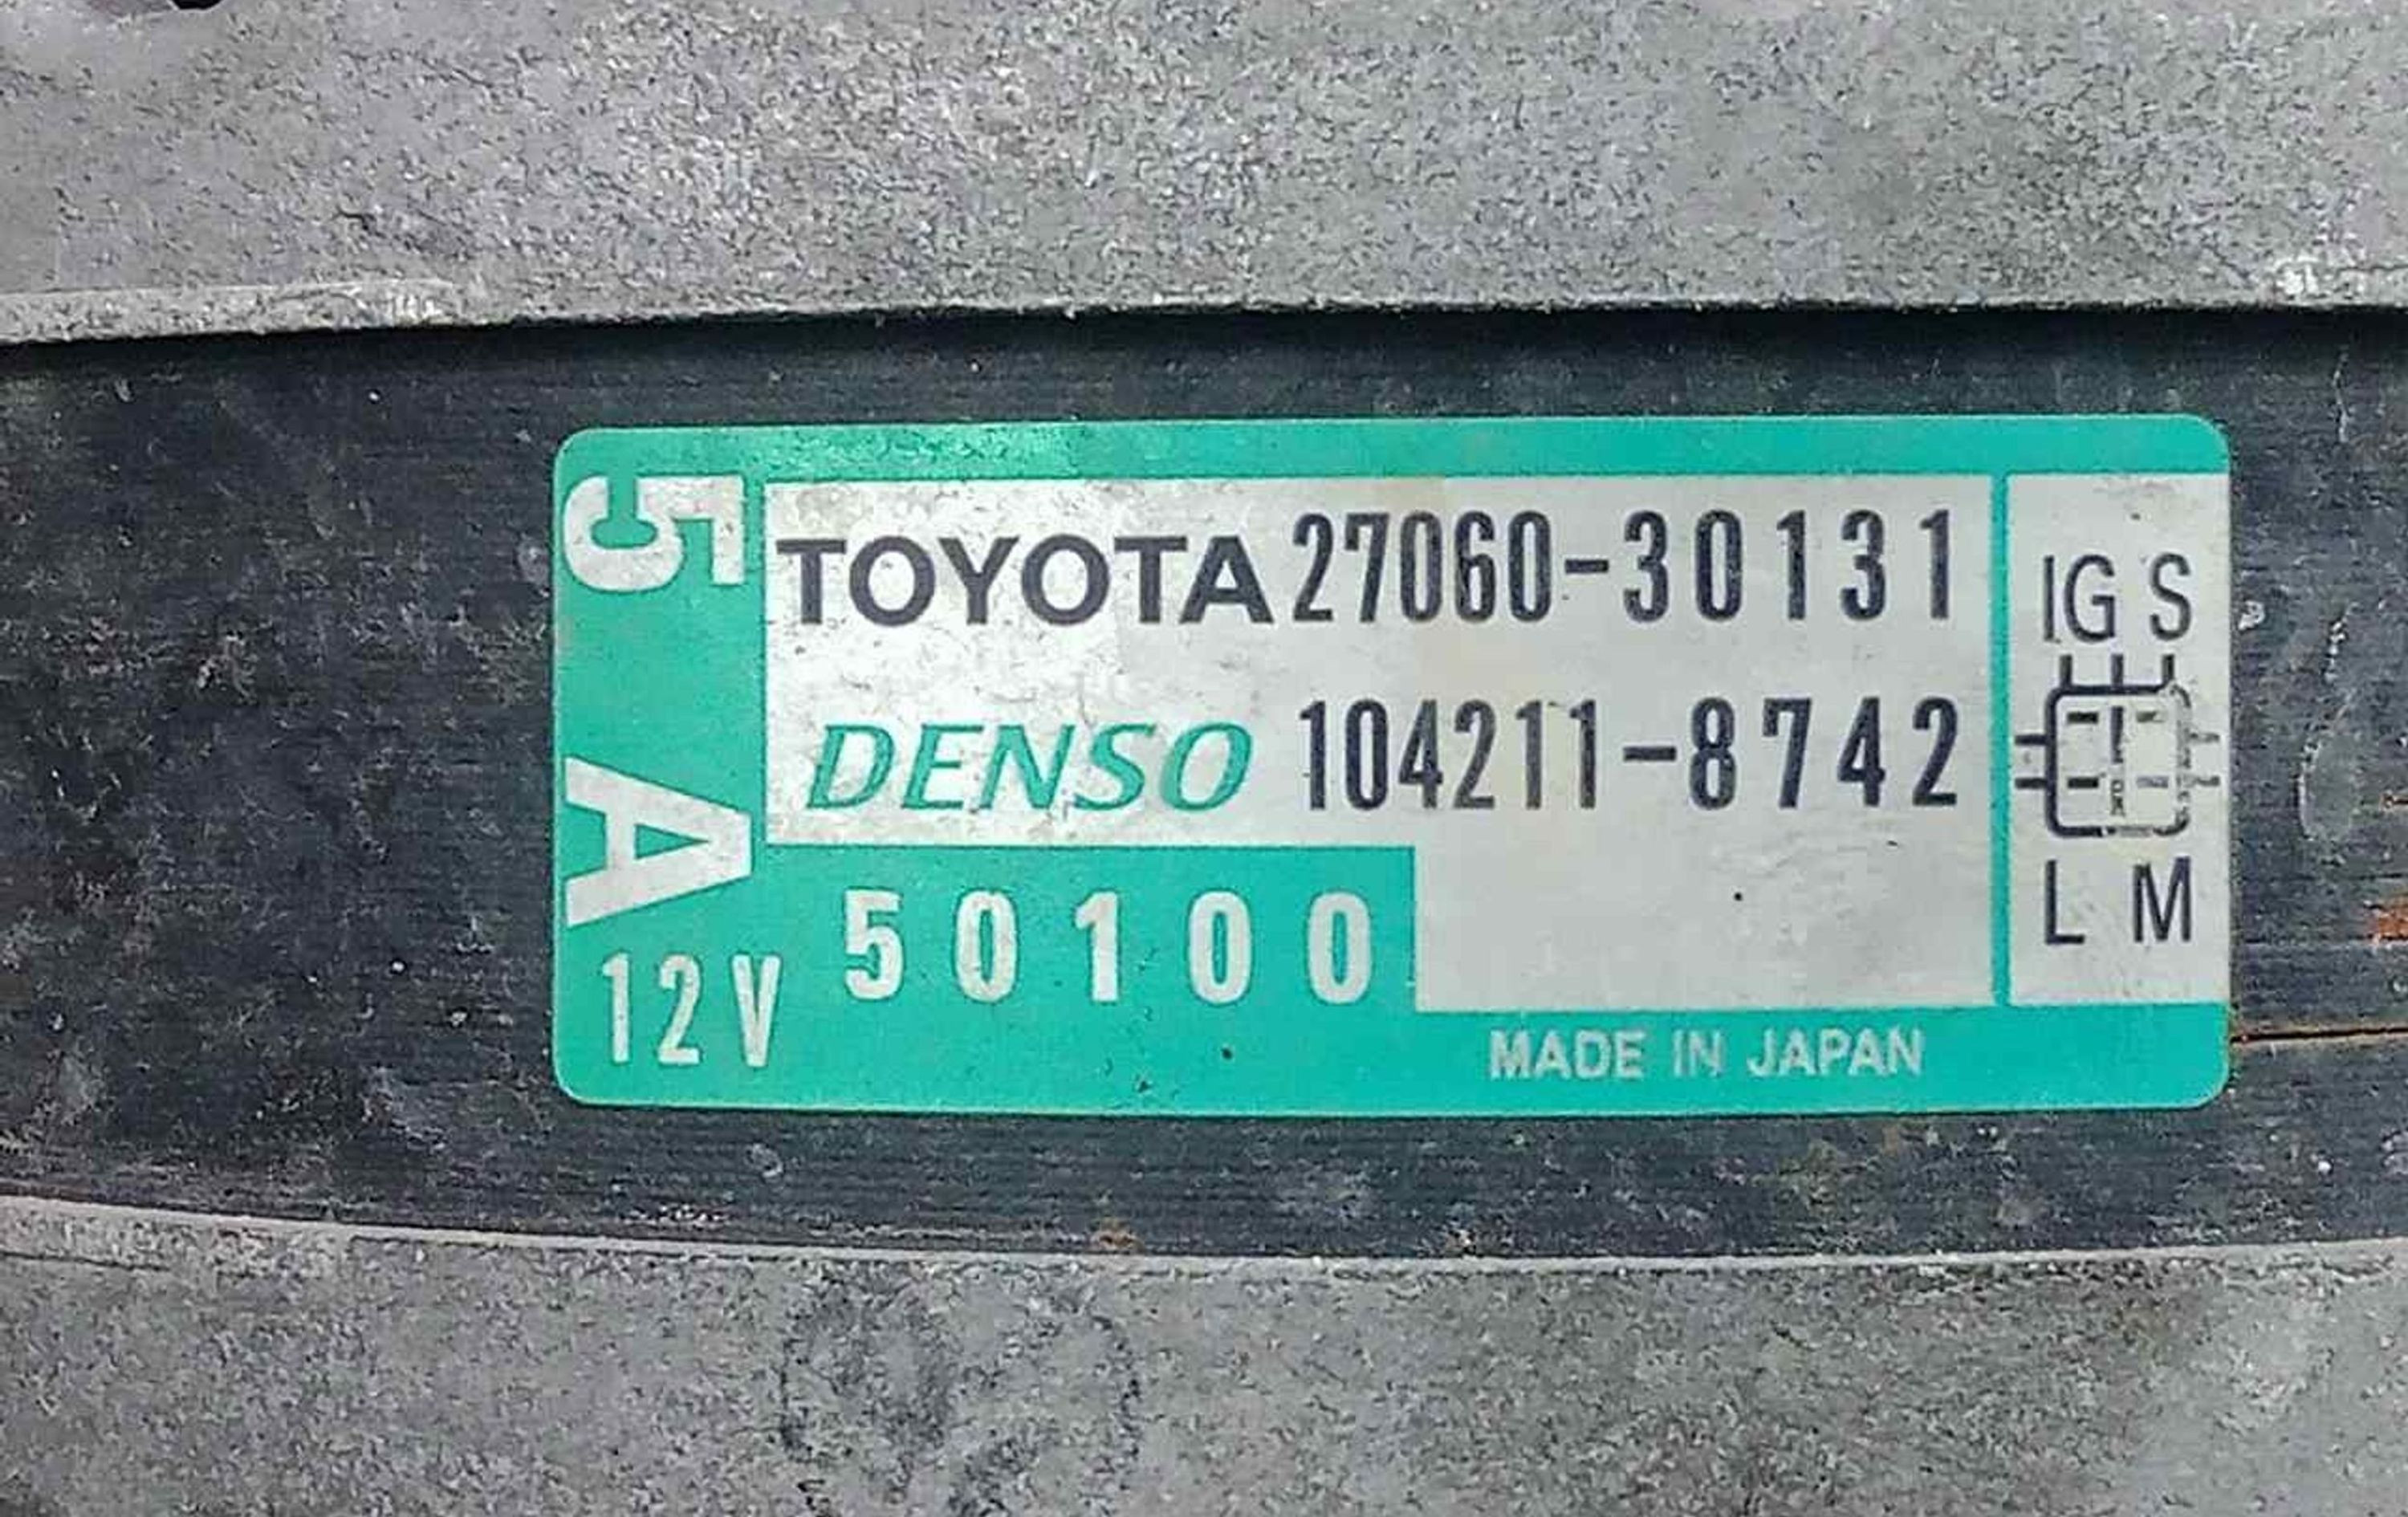 5 A
TOYOTA 27060-30131
DENSO 104211-8742
12V 50100
MADE IN JAPAN
IG S
L M